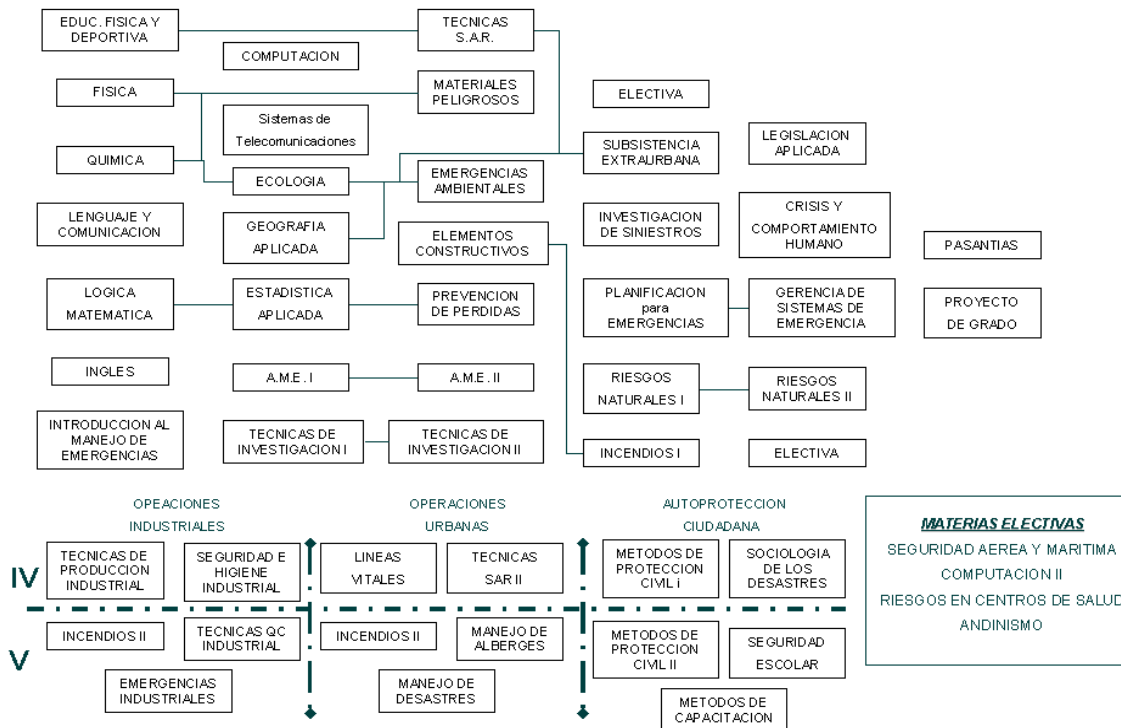 EDUC. FISICA Y
DEPORTIVA
TECNICAS
S.A.R.
COMPUTACION
FISICA
MATERIALES
PELIGROSOS
ELECTIVA
Sistemas de
Telecomunicaciones
QUIMICA
SUBSISTENCIA
EXTRAURBANA
LEGISLACION
APLICADA
ECOLOGIA
EMERGENCIAS
AMBIENTALES
LENGUAJE Y
COMUNICACION
GEOGRAFIA
APLICADA
ELEMENTOS
CONSTRUCTIVOS
INVESTIGACION
DE SINIESTROS
CRISIS Y
COMPORTAMIENTO
HUMANO
PASANTIAS
LOGICA
MATEMATICA
ESTADISTICA
APLICADA
PREVENCION
DE PERDIDAS
PLANIFICACION
para
EMERGENCIAS
GERENCIA DE
SISTEMAS DE
EMERGENCIA
PROYECTO
DE GRADO
INGLES
A.M.E. I
A.M.E. II
RIESGOS
NATURALES I
RIESGOS
NATURALES II
INTRODUCCION AL
MANEJO DE
EMERGENCIAS
TECNICAS DE
INVESTIGACION I
TECNICAS DE
INVESTIGACION II
INCENDIOS I
ELECTIVA
OPEACIONES
INDUSTRIALES
OPERACIONES
URBANAS
AUTOPROTECCION
CIUDADANA
IV
TECNICAS DE
PRODUCCION
INDUSTRIAL
SEGURIDAD E
HIGIENE
INDUSTRIAL
LINEAS
VITALES
TECNICAS
SAR II
METODOS DE
PROTECCION
CIVIL i
SOCIOLOGIA
DE LOS
DESASTRES
V
INCENDIOS II
TECNICAS QC
INDUSTRIAL
EMERGENCIAS
INDUSTRIALES
INCENDIOS II
MANEJO DE
ALBERGES
MANEJO DE
DESASTRES
METODOS DE
PROTECCION
CIVIL II
SEGURIDAD
ESCOLAR
METODOS DE
CAPACITACION
MATERIAS ELECTIVAS
SEGURIDAD AEREA Y MARITIMA
COMPUTACION II
RIESGOS EN CENTROS DE SALUD
ANDINISMO